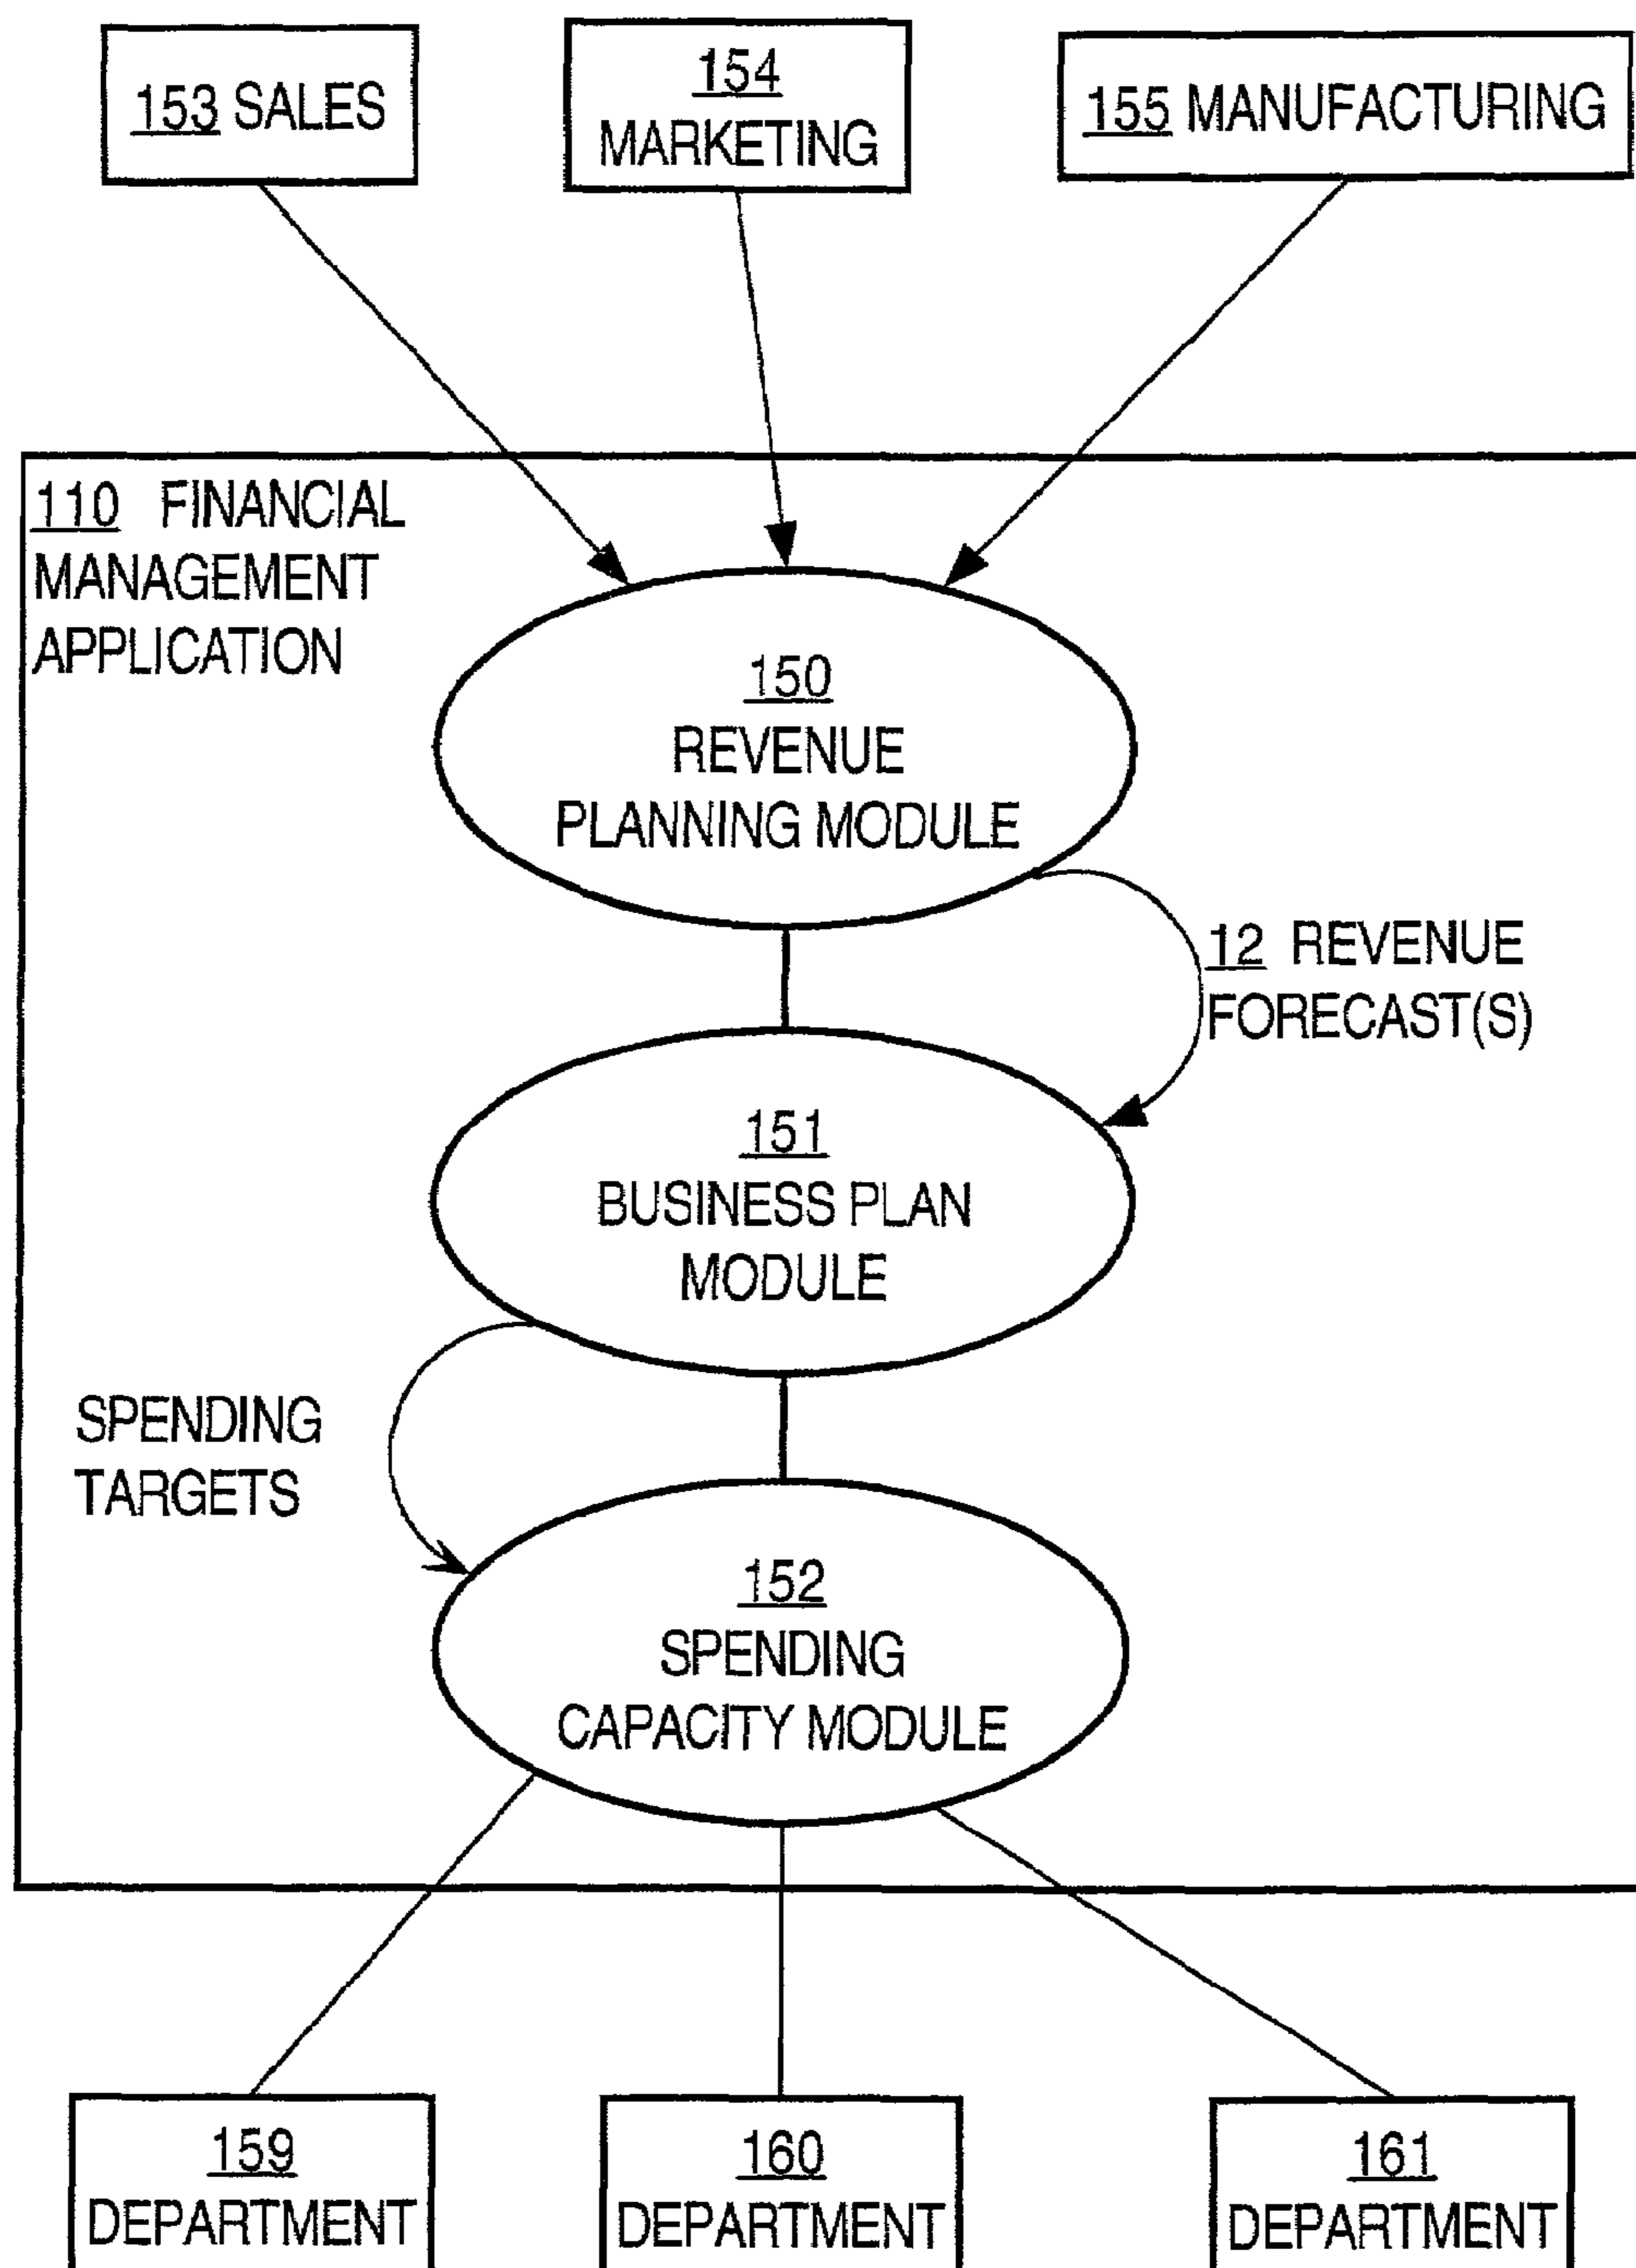 153 SALES
154
MARKETING
155 MANUFACTURING
110 FINANCIAL
MANAGEMENT
APPLICATION
150
REVENUE
PLANNING MODULE
12 REVENUE
FORECAST(S)
151
BUSINESS PLAN
MODULE
SPENDING
TARGETS
152
SPENDING
CAPACITY MODULE
159
DEPARTMENT
160
DEPARTMENT
161
DEPARTMENT